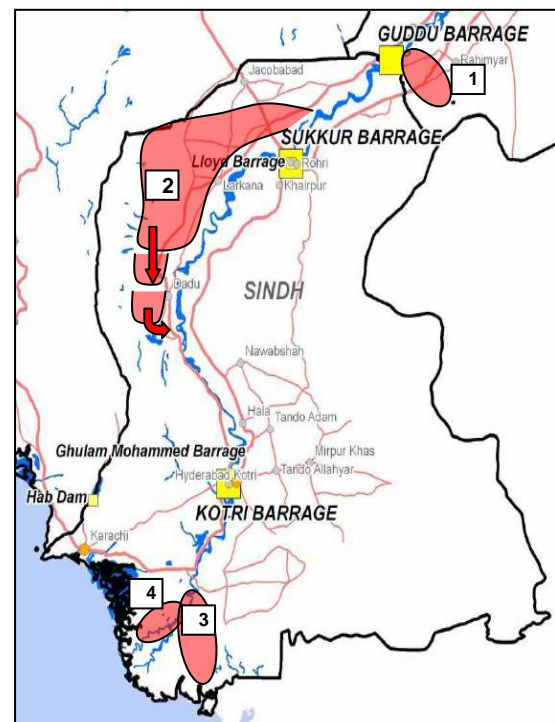 GUDDU BARRAGE
Rahimyar
1
Jacobabad
SUKKUR BARRAGE
Lloyd Barrage
Rohri
2
Larkana
Khairpur
Dadu
SINDH
Nawabshah
Hala
Tando Adam
Ghulam Mohammed Barrage
Mirpur Khas
Hyderabad Kotri
Tando Allahyar
Hab Dam
KOTRI BARRAGE
Karachi
4
3